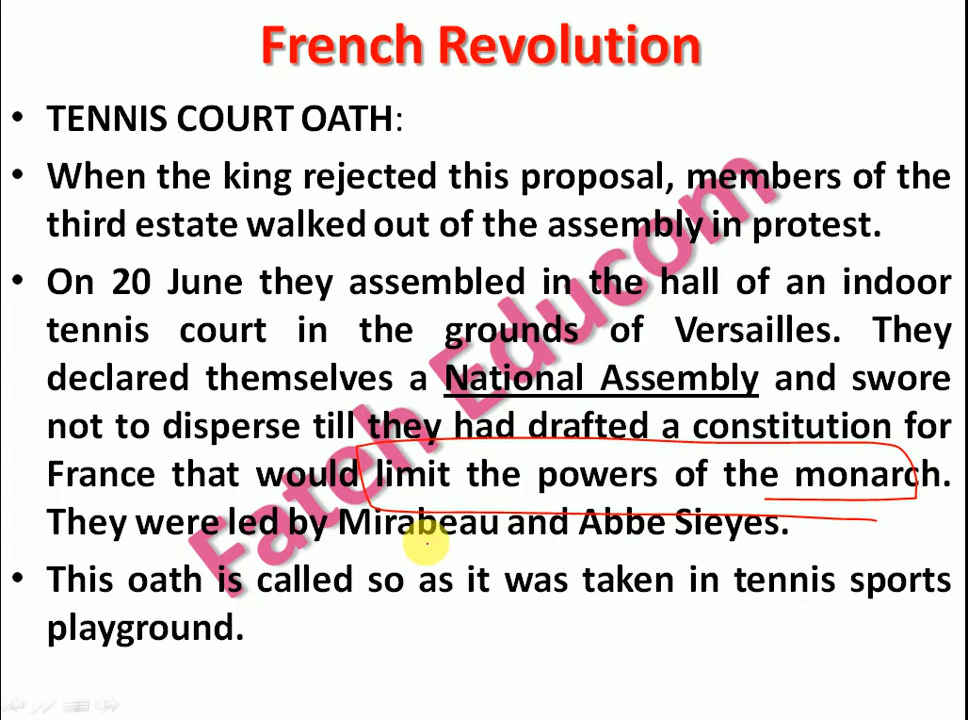 French Revolution
• TENNIS COURT OATH:
• When the king rejected this proposal, members of the
third estate walked out of the assembly in protest.
• On 20 June they assembled in the hall of an indoor
tennis court in the grounds of Versailles. They
declared themselves a National Assembly and swore
not to disperse till they had drafted a constitution for
France that would limit the powers of the monarch.
They were led by Mirabeau and Abbe Sieyes.
• This oath is called so as it was taken in tennis sports
playground.
Fateh Educom